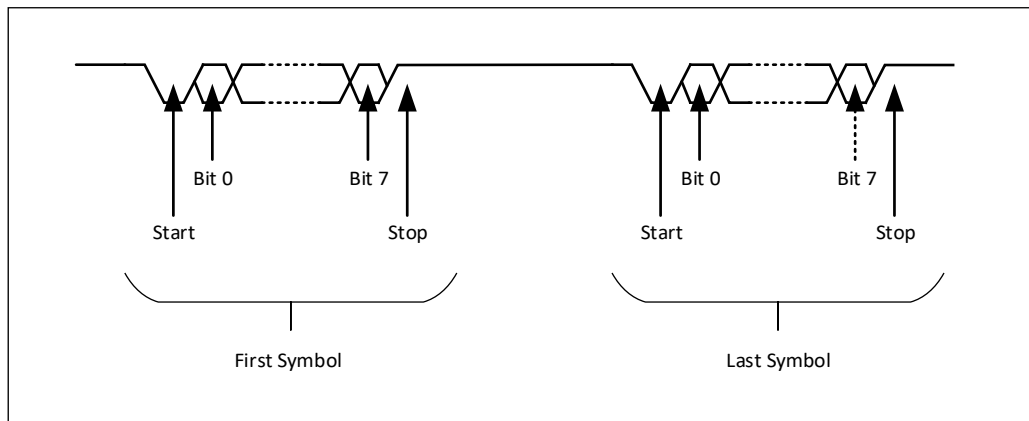 Bit 0 Bit 7 Bit 0 Bit 7
Start Stop Start Stop
First Symbol Last Symbol